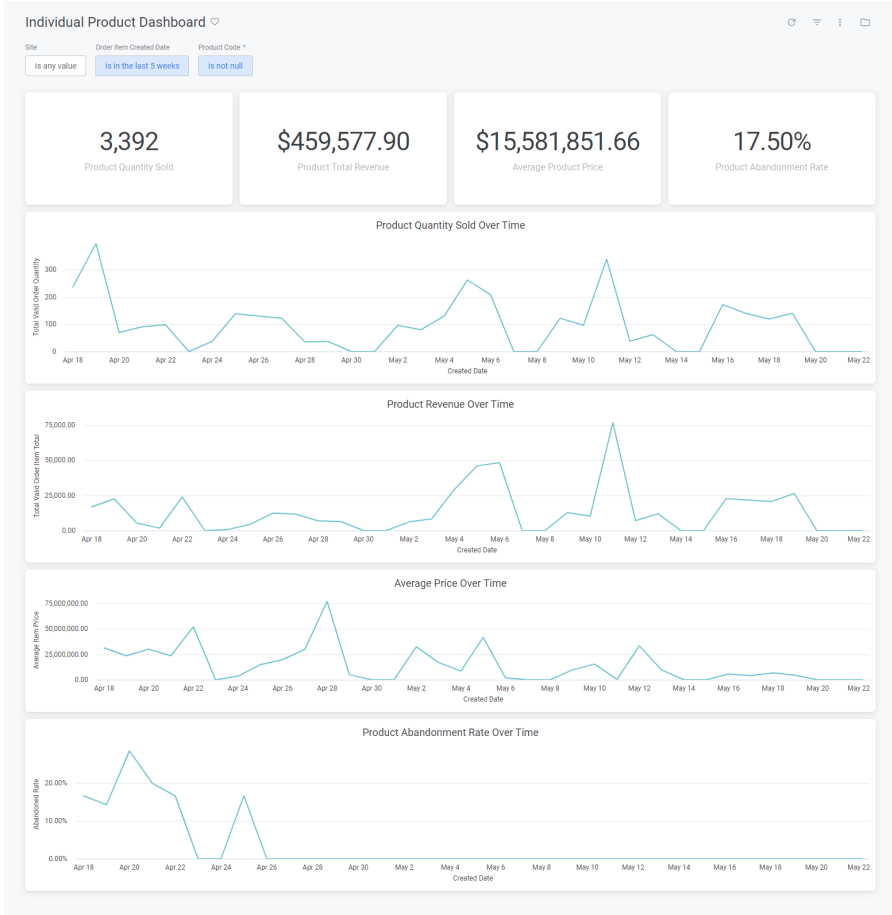 Individual Product Dashboard
Site Order Item Created Date Product Code *
is any value is in the last 5 weeks is not null
3,392 $459,577.90 $15,581,851.66 17.50%
Product Quantity Sold Product Total Revenue Average Product Price Product Abandonment Rate
Product Quantity Sold Over Time
Total Valid Order Quantity
300
200
100
0
Apr 18 Apr 20 Apr 22 Apr 24 Apr 26 Apr 28 Apr 30 May 2 May 4 May 6 May 8 May 10 May 12 May 14 May 16 May 18 May 20 May 22
Created Date
Product Revenue Over Time
Total Valid Order Item Total
75,000.00
50,000.00
25,000.00
0.00
Apr 18 Apr 20 Apr 22 Apr 24 Apr 26 Apr 28 Apr 30 May 2 May 4 May 6 May 8 May 10 May 12 May 14 May 16 May 18 May 20 May 22
Created Date
Average Price Over Time
Average Item Price
75,000,000.00
50,000,000.00
25,000,000.00
0.00
Apr 18 Apr 20 Apr 22 Apr 24 Apr 26 Apr 28 Apr 30 May 2 May 4 May 6 May 8 May 10 May 12 May 14 May 16 May 18 May 20 May 22
Created Date
Product Abandonment Rate Over Time
Abandoned Rate
20.00%
10.00%
0.00%
Apr 18 Apr 20 Apr 22 Apr 24 Apr 26 Apr 28 Apr 30 May 2 May 4 May 6 May 8 May 10 May 12 May 14 May 16 May 18 May 20 May 22
Created Date